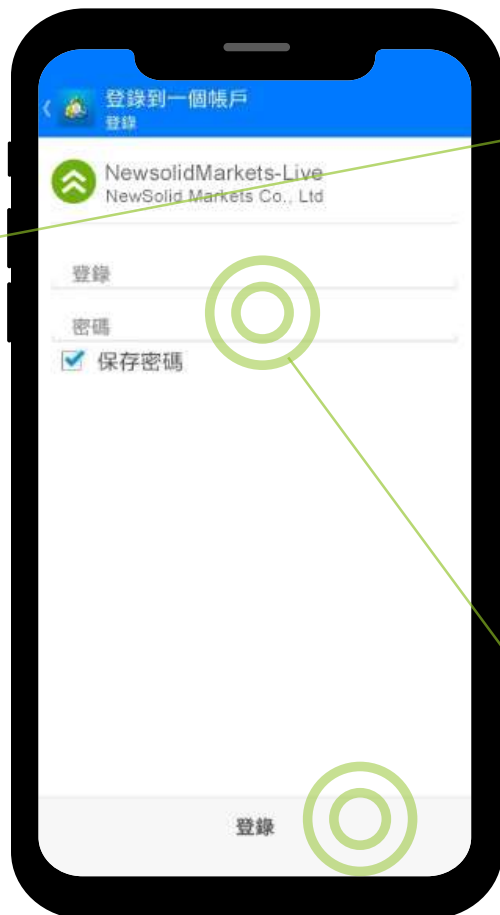 登錄到一個帳戶
登錄
NewsolidMarkets-Live
NewSolid Markets Co., Ltd
登錄
密碼
保存密碼
登錄